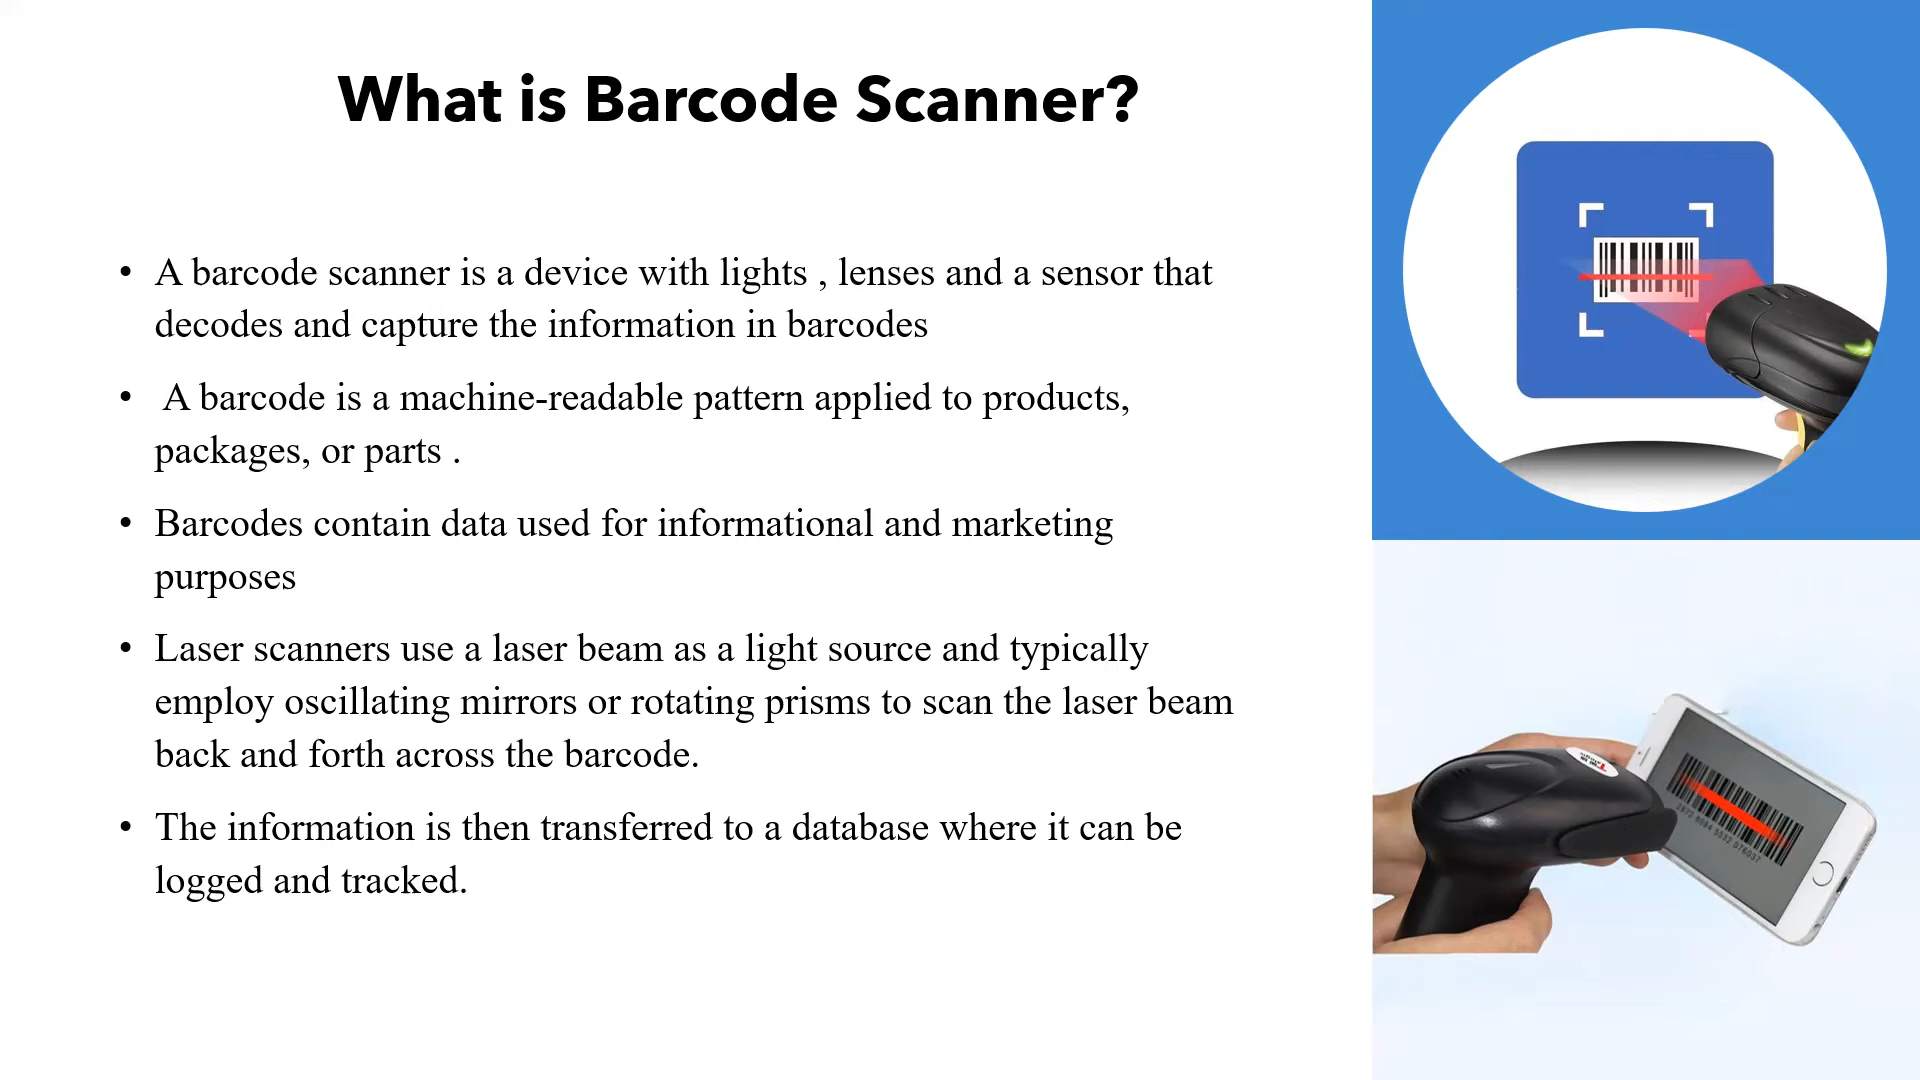 What is Barcode Scanner?
• A barcode scanner is a device with lights , lenses and a sensor that
decodes and capture the information in barcodes
• A barcode is a machine-readable pattern applied to products,
packages, or parts .
• Barcodes contain data used for informational and marketing
purposes
• Laser scanners use a laser beam as a light source and typically
employ oscillating mirrors or rotating prisms to scan the laser beam
back and forth across the barcode.
• The information is then transferred to a database where it can be
logged and tracked.